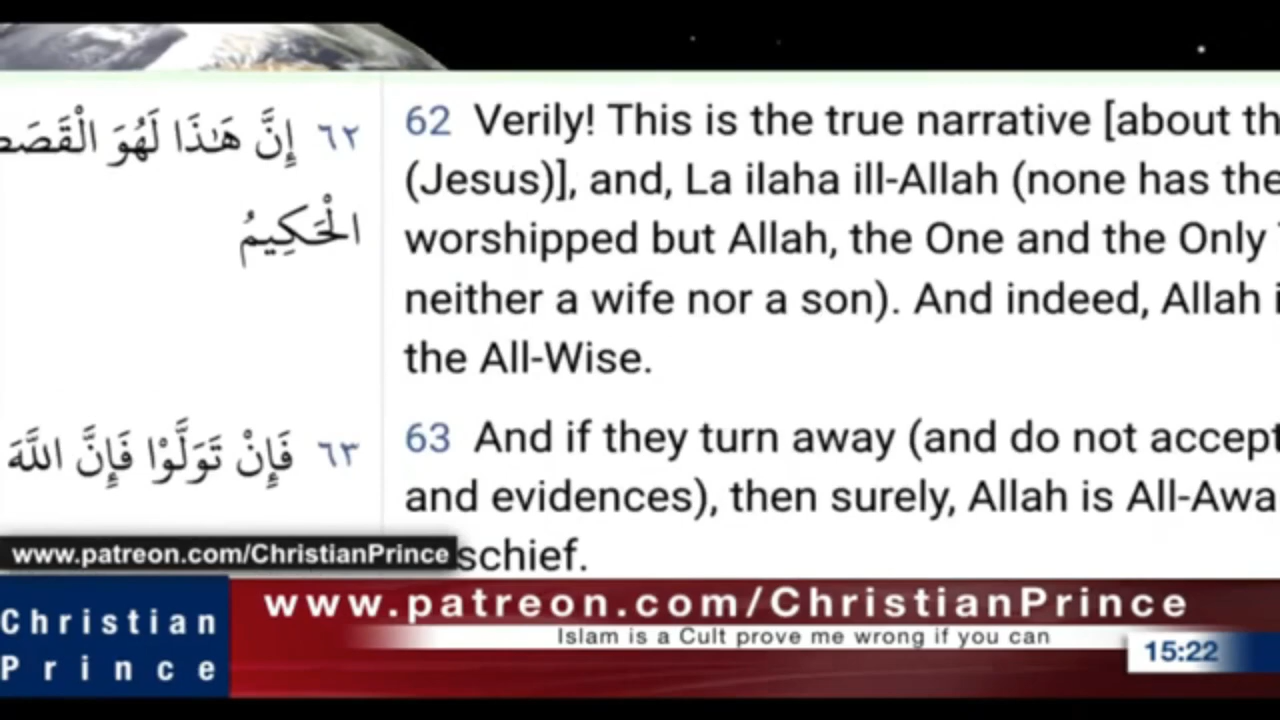 ٦٢ إِنَّ هَـٰذَا لَهُوَ الْقَصَصُ
الْحَكِيمُ
62 Verily! This is the true narrative [about th
(Jesus)], and, La ilaha ill-Allah (none has the
worshipped but Allah, the One and the Only
neither a wife nor a son). And indeed, Allah i
the All-Wise.
٦٣ فَإِنْ تَوَلَّوْا فَإِنَّ اللَّهَ
63 And if they turn away (and do not accept
and evidences), then surely, Allah is All-Awa
schief.
www.patreon.com/ChristianPrince
Christian
Prince
www.patreon.com/ChristianPrince
Islam is a Cult prove me wrong if you can
15:22